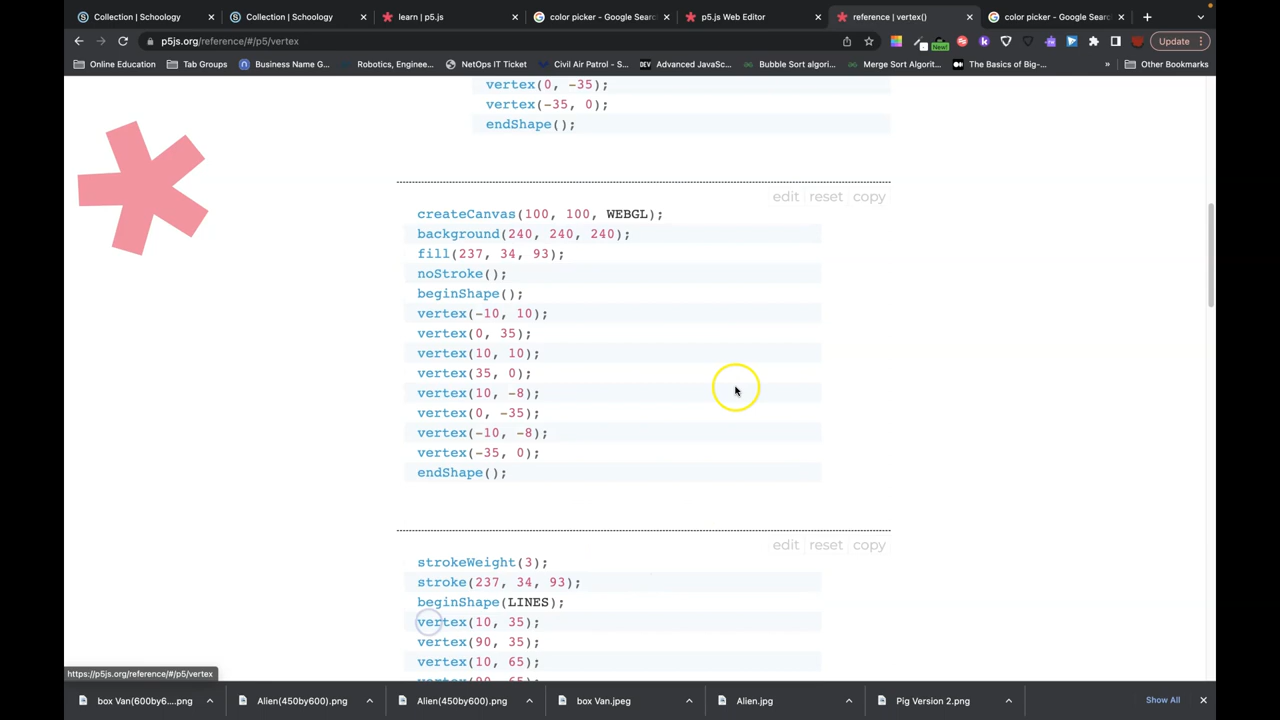 Collection | Schoology
Collection | Schoology
learn | p5.js
color picker - Google Search
p5.js Web Editor
reference | vertex()
color picker - Google Searc
p5js.org/reference/#/p5/vertex
New!
Update
Online Education
Tab Groups
Business Name G...
Robotics, Enginee...
NetOps IT Ticket
Civil Air Patrol - S...
DEV Advanced JavaSc...
Bubble Sort algori...
Merge Sort Algorit...
The Basics of Big-...
»
Other Bookmarks
vertex(0, -35);
vertex(-35, 0);
endShape();
edit reset copy
createCanvas(100, 100, WEBGL);
background(240, 240, 240);
fill(237, 34, 93);
noStroke();
beginShape();
vertex(-10, 10);
vertex(0, 35);
vertex(10, 10);
vertex(35, 0);
vertex(10, -8);
vertex(0, -35);
vertex(-10, -8);
vertex(-35, 0);
endShape();
edit reset copy
strokeWeight(3);
stroke(237, 34, 93);
beginShape(LINES);
vertex(10, 35);
vertex(90, 35);
vertex(10, 65);
vertex(90, 65);
https://p5js.org/reference/#/p5/vertex
box Van(600by6....png
Alien(450by600).png
Alien(450by600).png
box Van.jpeg
Alien.jpg
Pig Version 2.png
Show All